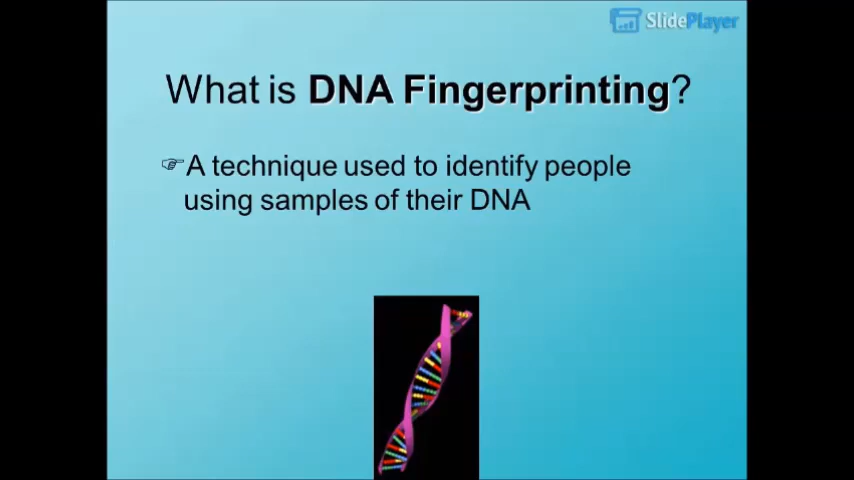 SlidePlayer
What is DNA Fingerprinting?
☞A technique used to identify people
using samples of their DNA